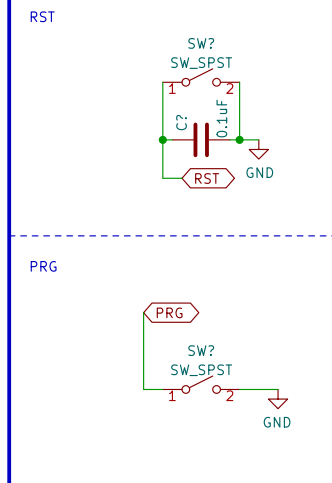 RST
SW?
SW_SPST
1 2
C?
0.1uF
RST
GND
PRG
PRG
SW?
SW_SPST
1 2
GND